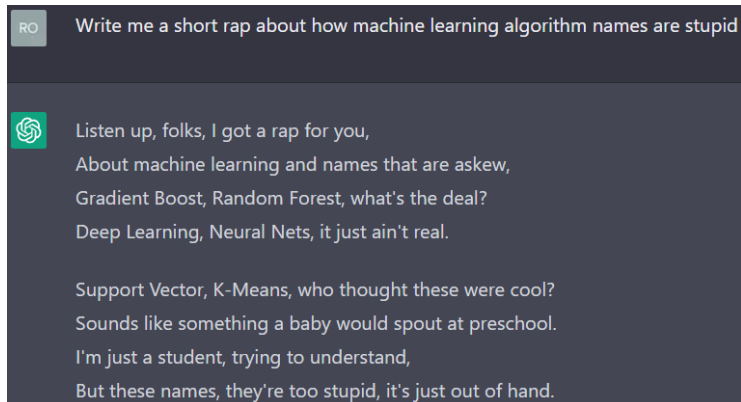 RO
Write me a short rap about how machine learning algorithm names are stupid
Listen up, folks, I got a rap for you,
About machine learning and names that are askew,
Gradient Boost, Random Forest, what's the deal?
Deep Learning, Neural Nets, it just ain't real.
Support Vector, K-Means, who thought these were cool?
Sounds like something a baby would spout at preschool.
I'm just a student, trying to understand,
But these names, they're too stupid, it's just out of hand.